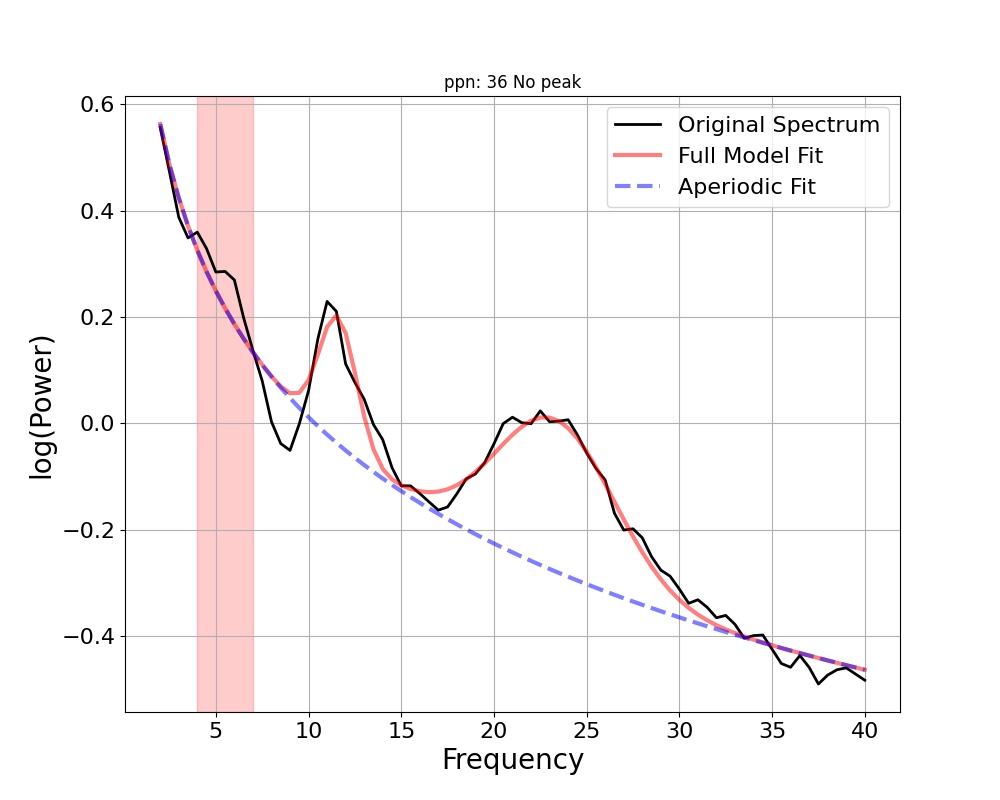 ppn: 36 No peak
0.6
0.4
0.2
0.0
−0.2
−0.4
log(Power)
Original Spectrum
Full Model Fit
Aperiodic Fit
5 10 15 20 25 30 35 40
Frequency